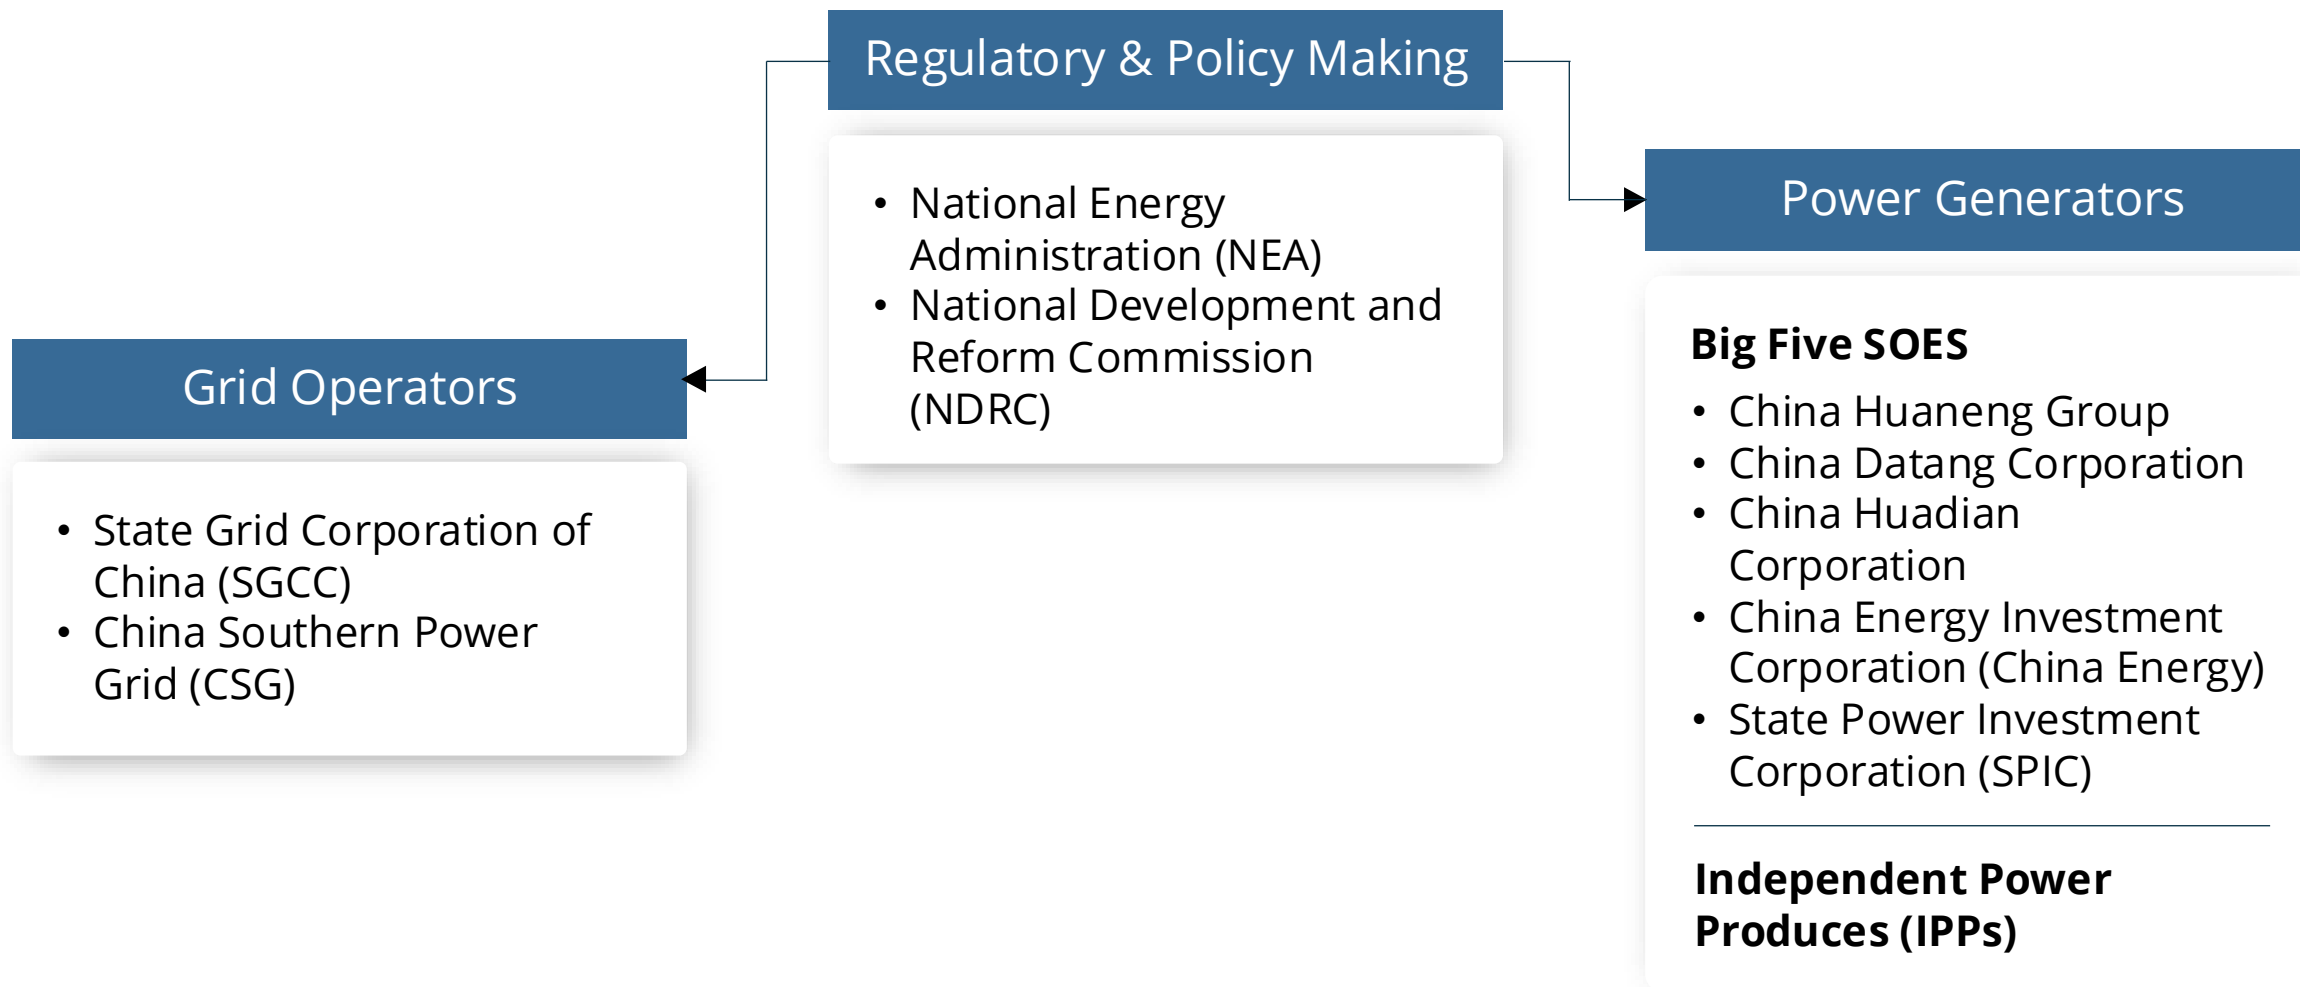 Regulatory & Policy Making
• National Energy
Administration (NEA)
• National Development and
Reform Commission
(NDRC)
Grid Operators
• State Grid Corporation of
China (SGCC)
• China Southern Power
Grid (CSG)
Power Generators
Big Five SOES
• China Huaneng Group
• China Datang Corporation
• China Huadian
Corporation
• China Energy Investment
Corporation (China Energy)
• State Power Investment
Corporation (SPIC)
Independent Power
Produces (IPPs)